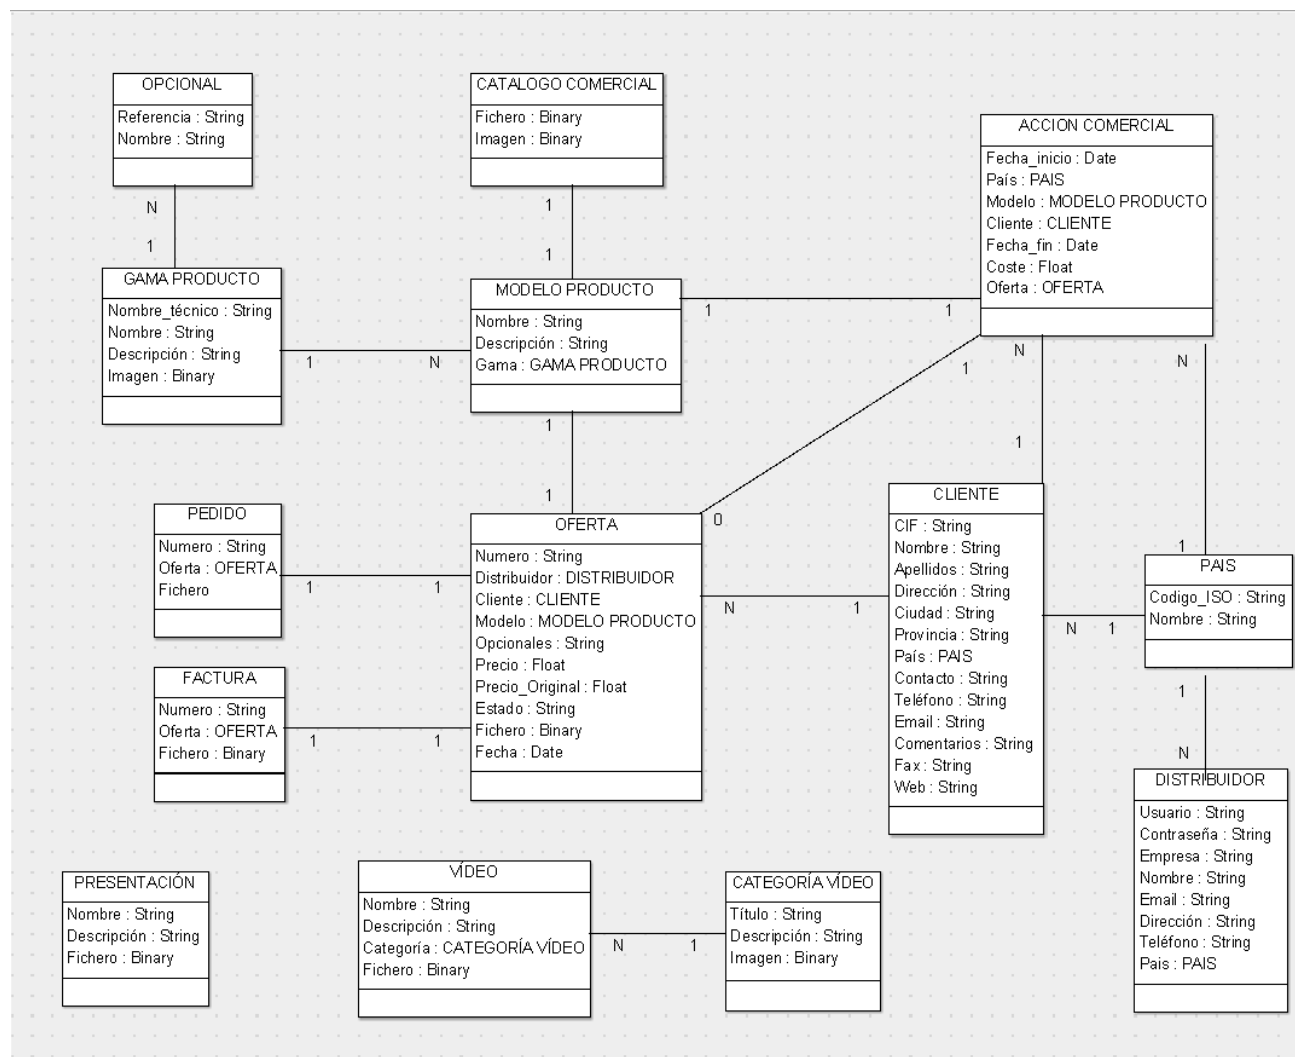 OPCIONAL
Referencia : String
Nombre : String
CATALOGO COMERCIAL
Fichero : Binary
Imagen : Binary
ACCION COMERCIAL
Fecha_inicio : Date
País : PAIS
Modelo : MODELO PRODUCTO
Cliente : CLIENTE
Fecha_fin : Date
Coste : Float
Oferta : OFERTA
N
1
1
1
GAMA PRODUCTO
Nombre_técnico : String
Nombre : String
Descripción : String
Imagen : Binary
MODELO PRODUCTO
Nombre : String
Descripción : String
Gama : GAMA PRODUCTO
1
1
1
N
1
N
N
1
1
1
1
0
PEDIDO
Numero : String
Oferta : OFERTA
Fichero
1
1
OFERTA
Numero : String
Distribuidor : DISTRIBUIDOR
Cliente : CLIENTE
Modelo : MODELO PRODUCTO
Opcionales : String
Precio : Float
Precio_Original : Float
Estado : String
Fichero : Binary
Fecha : Date
N
1
CLIENTE
CIF : String
Nombre : String
Apellidos : String
Dirección : String
Ciudad : String
Provincia : String
País : PAIS
Contacto : String
Teléfono : String
Email : String
Comentarios : String
Fax : String
Web : String
1
PAIS
Codigo_ISO : String
Nombre : String
N
1
FACTURA
Numero : String
Oferta : OFERTA
Fichero : Binary
1
1
1
N
DISTRIBUIDOR
Usuario : String
Contraseña : String
Empresa : String
Nombre : String
Email : String
Dirección : String
Teléfono : String
Pais : PAIS
PRESENTACIÓN
Nombre : String
Descripción : String
Fichero : Binary
VÍDEO
Nombre : String
Descripción : String
Categoría : CATEGORÍA VÍDEO
Fichero : Binary
N
1
CATEGORÍA VÍDEO
Título : String
Descripción : String
Imagen : Binary